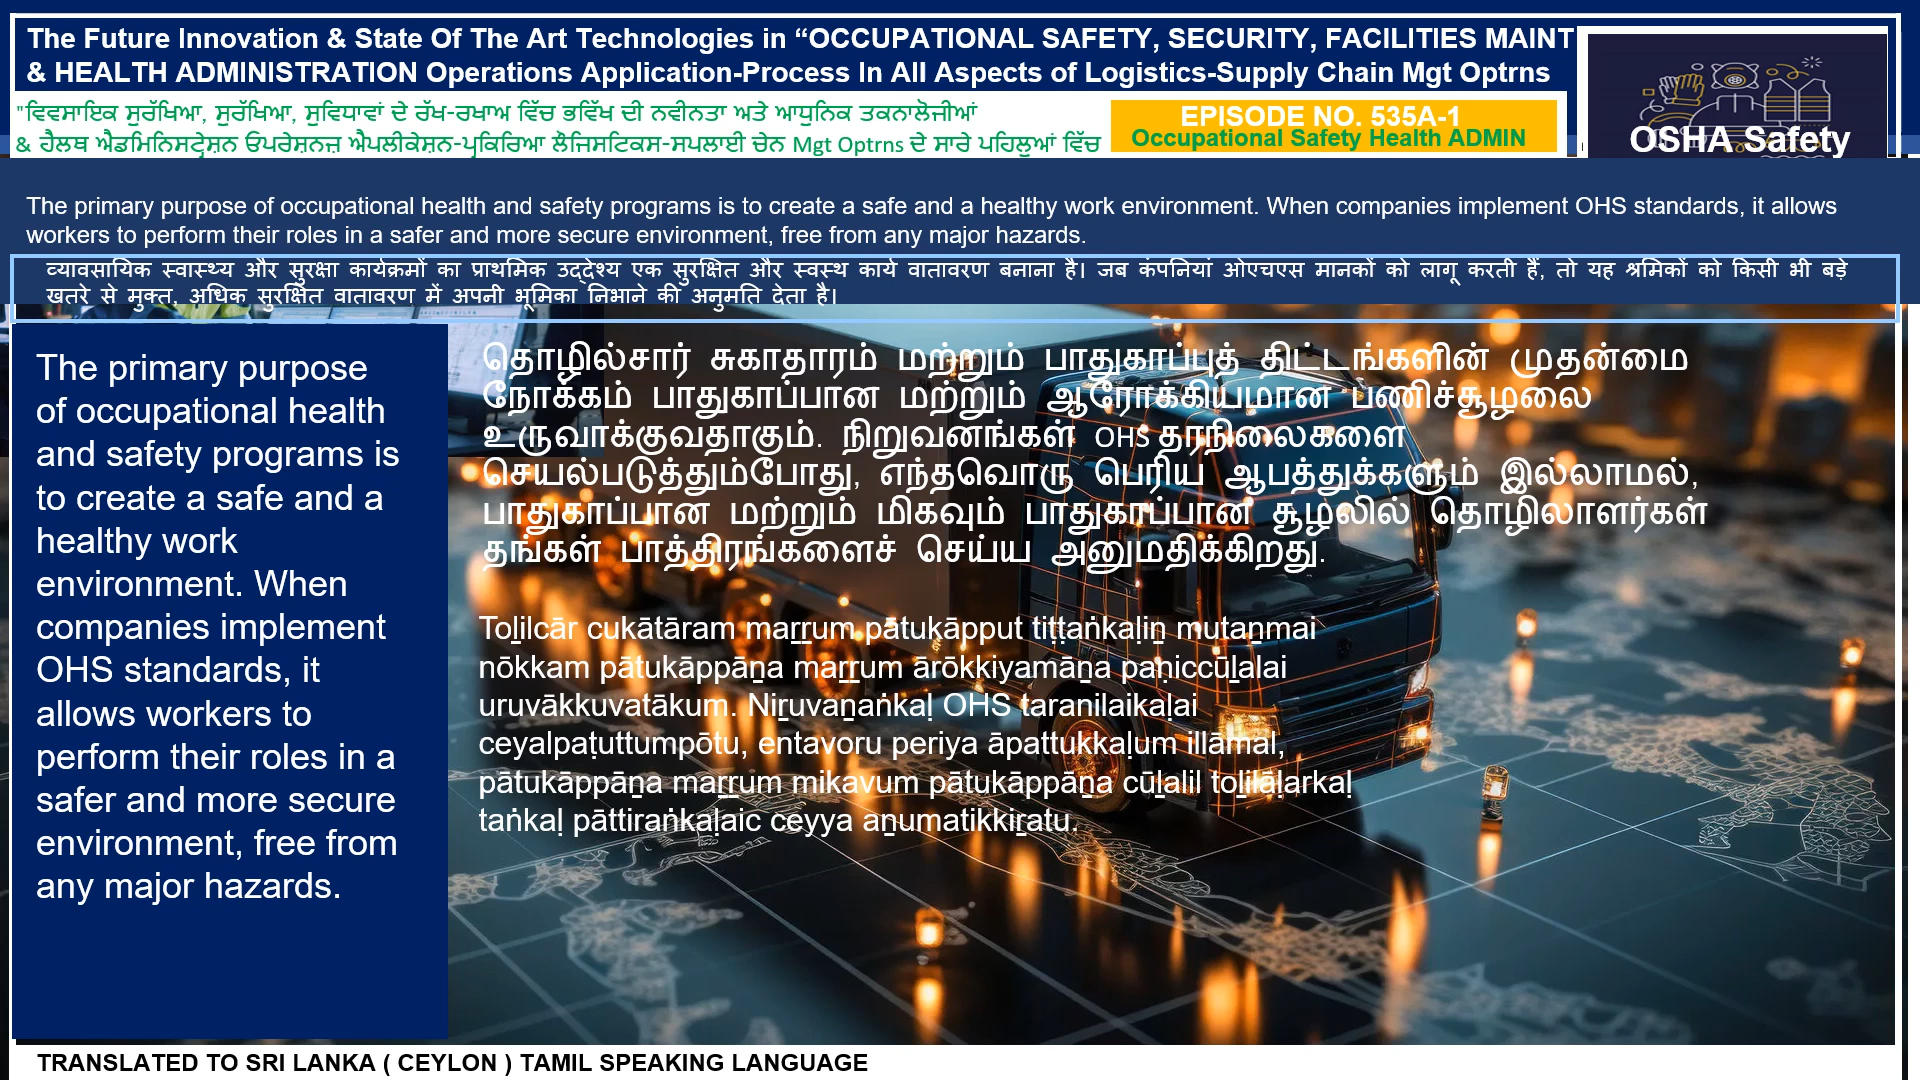 The Future Innovation & State Of The Art Technologies in “OCCUPATIONAL SAFETY, SECURITY, FACILITIES MAINT
& HEALTH ADMINISTRATION Operations Application-Process In All Aspects of Logistics-Supply Chain Mgt Optrns
"ਵਿਵਸਾਇਕ ਸੁਰੱਖਿਆ, ਸੁਰੱਖਿਆ, ਸੁਵਿਧਾਵਾਂ ਦੇ ਰੱਖ-ਰਖਾਅ ਵਿੱਚ ਭਵਿੱਖ ਦੀ ਨਵੀਨਤਾ ਅਤੇ ਆਧੁਨਿਕ ਤਕਨਾਲੋਜੀਆਂ
& ਹੈਲਥ ਐਡਮਿਨਿਸਟ੍ਰੇਸ਼ਨ ਓਪਰੇਸ਼ਨਜ਼ ਐਪਲੀਕੇਸ਼ਨ-ਪ੍ਰਕਿਰਿਆ ਲੌਜਿਸਟਿਕਸ-ਸਪਲਾਈ ਚੇਨ Mgt Optrns ਦੇ ਸਾਰੇ ਪਹਿਲੂਆਂ ਵਿੱਚ
EPISODE NO. 535A-1
Occupational Safety Health ADMIN
OSHA Safety
The primary purpose of occupational health and safety programs is to create a safe and a healthy work environment. When companies implement OHS standards, it allows
workers to perform their roles in a safer and more secure environment, free from any major hazards.
व्यावसायिक स्वास्थ्य और सुरक्षा कार्यक्रमों का प्राथमिक उद्देश्य एक सुरक्षित और स्वस्थ कार्य वातावरण बनाना है। जब कंपनियां ओएचएस मानकों को लागू करती हैं, तो यह श्रमिकों को किसी भी बड़े
खतरे से मुक्त, अधिक सुरक्षित वातावरण में अपनी भूमिका निभाने की अनुमति देता है।
The primary purpose
of occupational health
and safety programs is
to create a safe and a
healthy work
environment. When
companies implement
OHS standards, it
allows workers to
perform their roles in a
safer and more secure
environment, free from
any major hazards.
தொழில்சார் சுகாதாரம் மற்றும் பாதுகாப்புத் திட்டங்களின் முதன்மை
நோக்கம் பாதுகாப்பான மற்றும் ஆரோக்கியமான பணிச்சூழலை
உருவாக்குவதாகும். நிறுவனங்கள் OHS தரநிலைகளை
செயல்படுத்தும்போது, எந்தவொரு பெரிய ஆபத்துக்களும் இல்லாமல்,
பாதுகாப்பான மற்றும் மிகவும் பாதுகாப்பான சூழலில் தொழிலாளர்கள்
தங்கள் பாத்திரங்களைச் செய்ய அனுமதிக்கிறது.
Toḻilcār cukātāram maṟṟum pātukāpput tiṭṭaṅkaḷiṉ mutaṉmai
nōkkam pātukāppāṉa maṟṟum ārōkkiyamāṉa paṇiccūḻalai
uruvākkuvatākum. Niṟuvaṉaṅkaḷ OHS taranilaikaḷai
ceyalpaṭuttumpōtu, entavoru periya āpattukkaḷum illāmal,
pātukāppāṉa maṟṟum mikavum pātukāppāṉa cūḻalil toḻilāḷarkaḷ
taṅkaḷ pāttiraṅkaḷaic ceyya aṉumatikkiṟatu.
TRANSLATED TO SRI LANKA ( CEYLON ) TAMIL SPEAKING LANGUAGE